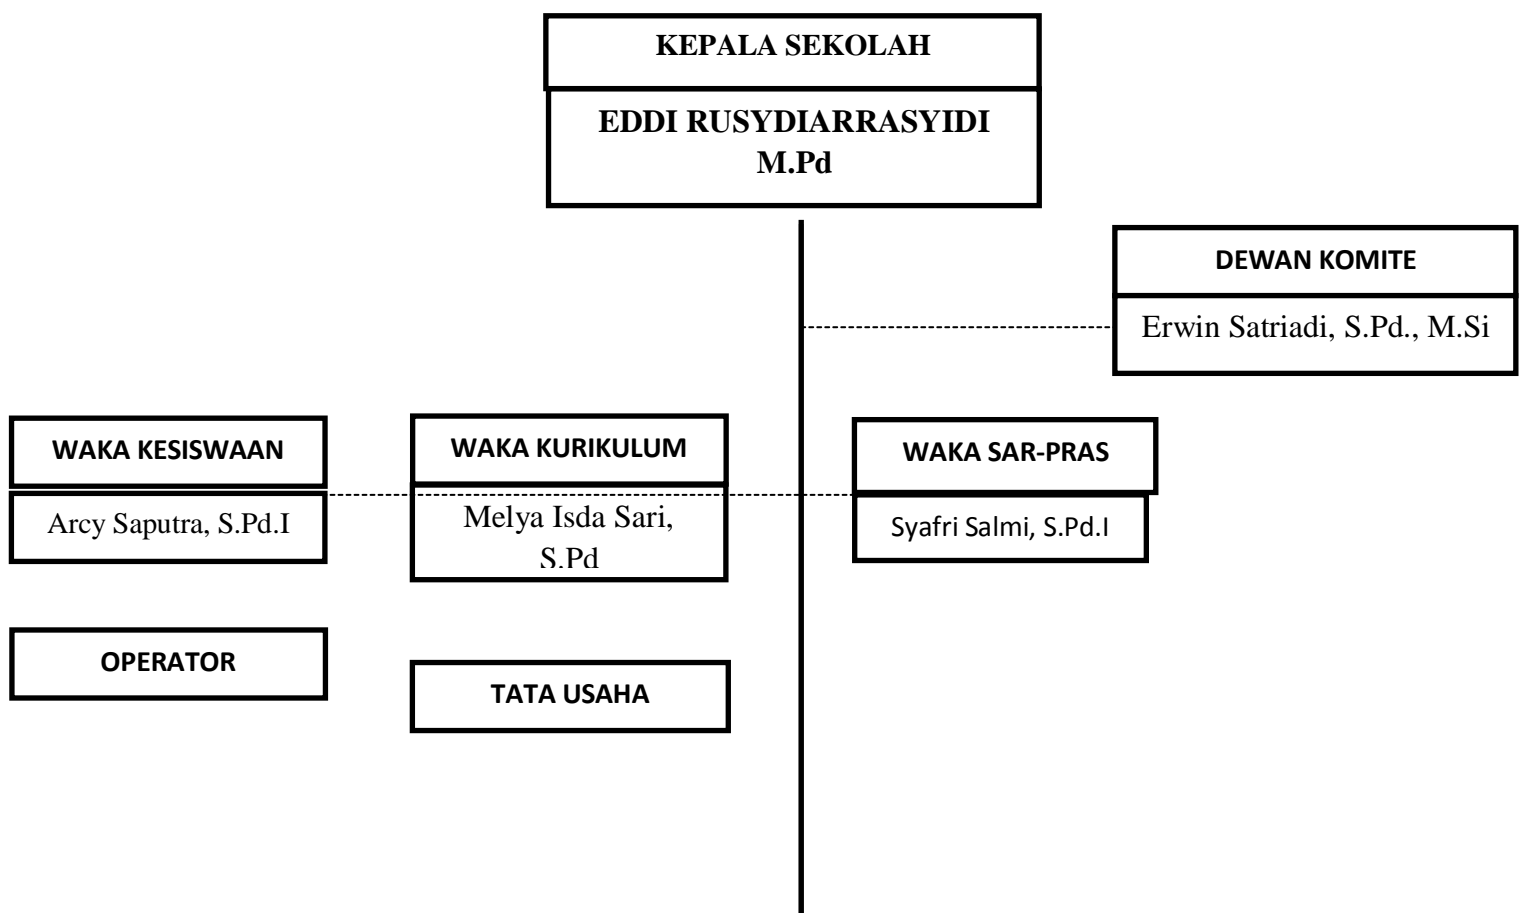 KEPALA SEKOLAH
EDDI RUSYDIARRASYIDI
M.Pd
DEWAN KOMITE
Erwin Satriadi, S.Pd., M.Si
WAKA KESISWAAN
Arcy Saputra, S.Pd.I
WAKA KURIKULUM
Melya Isda Sari,
S.Pd
WAKA SAR-PRAS
Syafri Salmi, S.Pd.I
OPERATOR
TATA USAHA